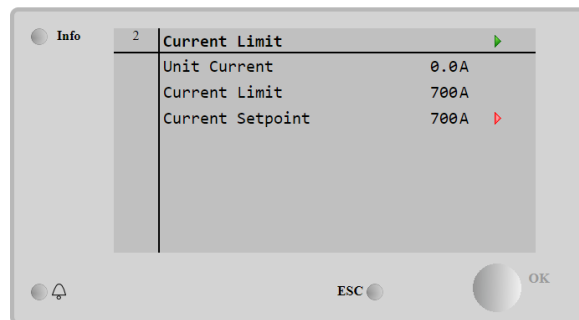 Info
2 Current Limit
Unit Current 0.0A
Current Limit 700A
Current Setpoint 700A
ESC
OK